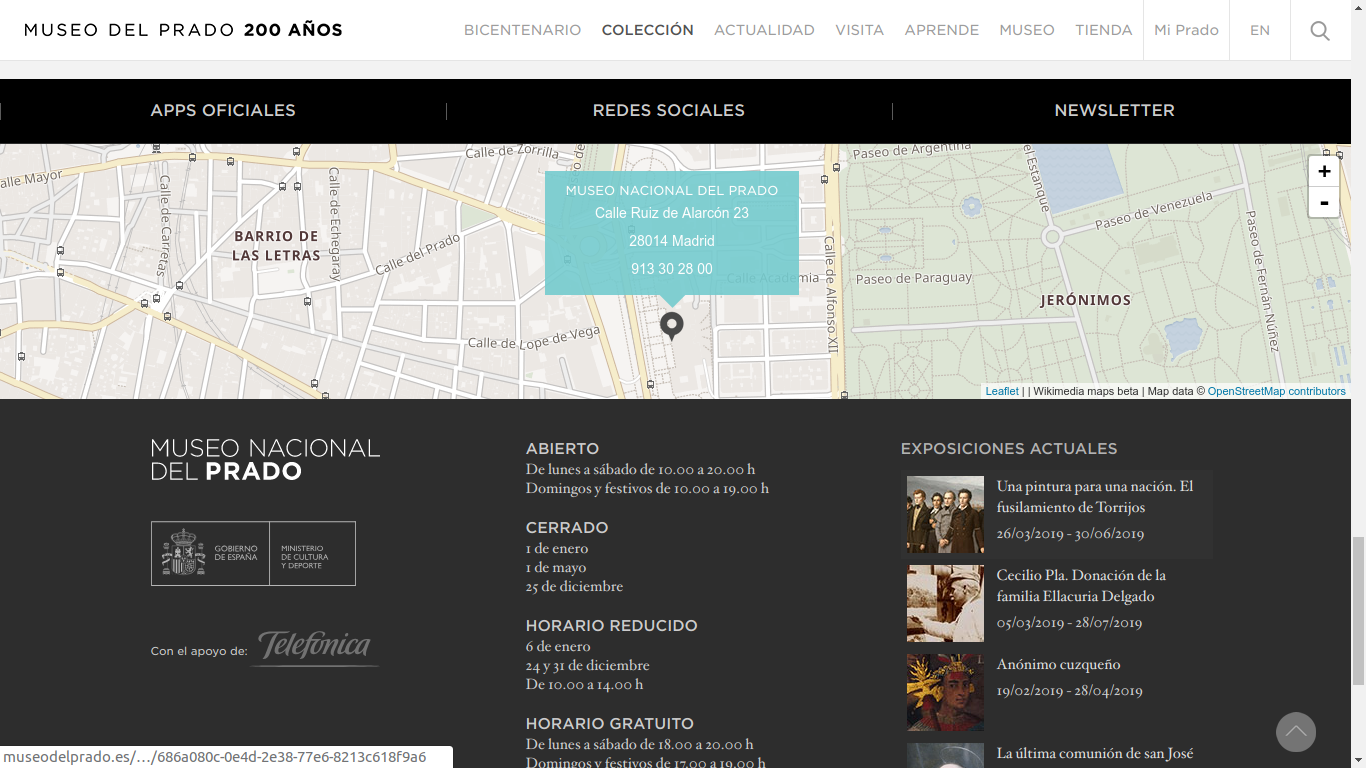 MUSEO DEL PRADO 200 AÑOS
BICENTENARIO COLECCIÓN ACTUALIDAD VISITA APRENDE MUSEO TIENDA Mi Prado EN
APPS OFICIALES REDES SOCIALES NEWSLETTER
Calle de Zorrilla
Paseo de Argentina
alle Mayor
Calle de Carretas
Calle de Echegaray
BARRIO DE
LAS LETRAS
Calle del Prado
Calle de Lope de Vega
MUSEO NACIONAL DEL PRADO
Calle Ruiz de Alarcón 23
28014 Madrid
913 30 28 00
Calle Academia
Calle de Alfonso XII
del Estanque
Paseo de Venezuela
Paseo de Paraguay
JERÓNIMOS
Paseo de Fernán Núñez
+
-
Leaflet | | Wikimedia maps beta | Map data © OpenStreetMap contributors
MUSEO NACIONAL
DEL PRADO
GOBIERNO
DE ESPAÑA
MINISTERIO
DE CULTURA
Y DEPORTE
Con el apoyo de: Telefónica
ABIERTO
De lunes a sábado de 10.00 a 20.00 h
Domingos y festivos de 10.00 a 19.00 h
CERRADO
1 de enero
1 de mayo
25 de diciembre
HORARIO REDUCIDO
6 de enero
24 y 31 de diciembre
De 10.00 a 14.00 h
HORARIO GRATUITO
De lunes a sábado de 18.00 a 20.00 h
Domingos y festivos de 17.00 a 19.00 h
EXPOSICIONES ACTUALES
Una pintura para una nación. El
fusilamiento de Torrijos
26/03/2019 - 30/06/2019
Cecilio Pla. Donación de la
familia Ellacuria Delgado
05/03/2019 - 28/07/2019
Anónimo cuzqueño
19/02/2019 - 28/04/2019
La última comunión de san José
museodelprado.es/.../686a080c-0e4d-2e38-77e6-8213c618f9a6